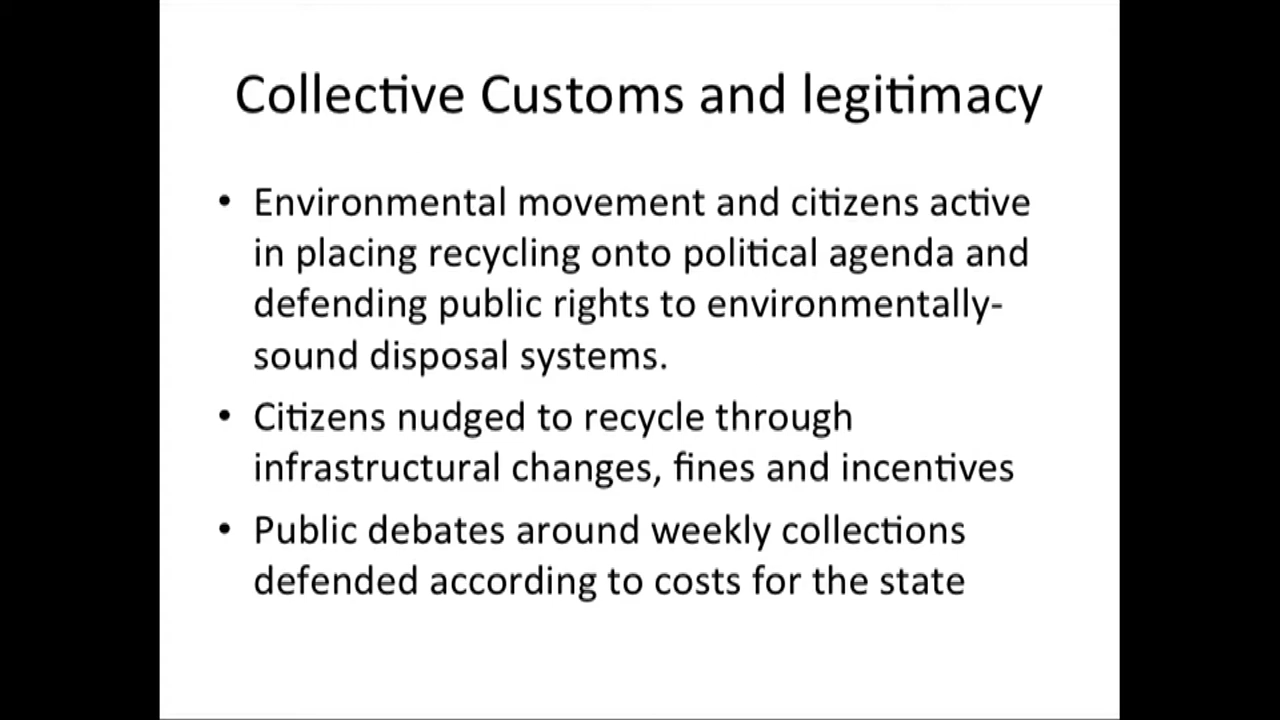 Collective Customs and legitimacy
• Environmental movement and citizens active
in placing recycling onto political agenda and
defending public rights to environmentally-
sound disposal systems.
• Citizens nudged to recycle through
infrastructural changes, fines and incentives
• Public debates around weekly collections
defended according to costs for the state